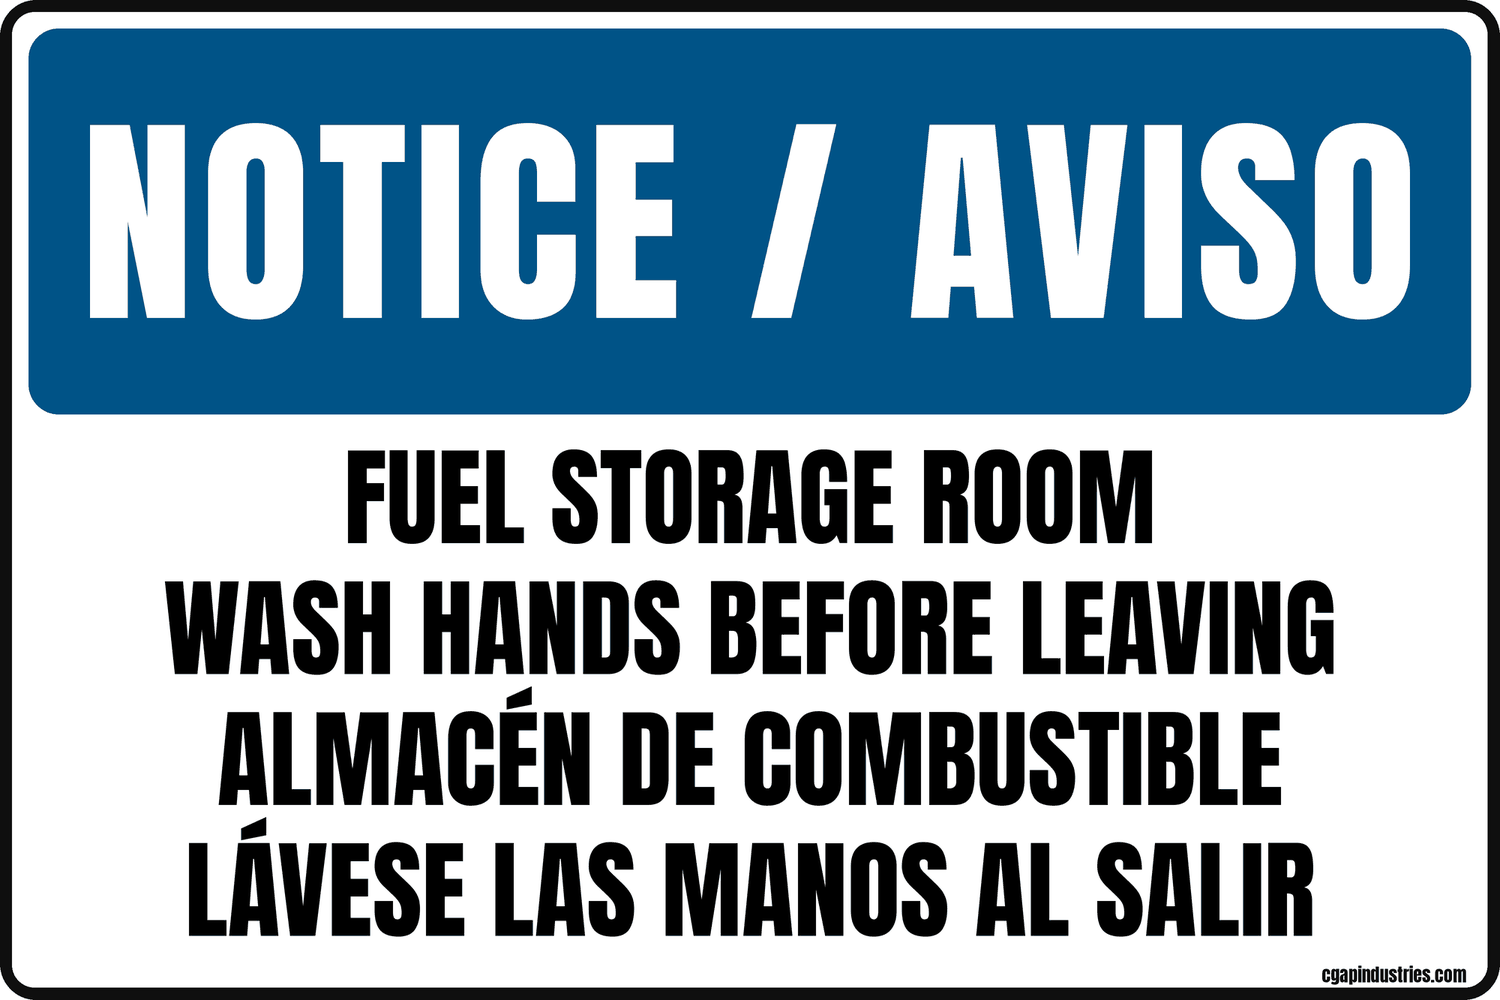 NOTICE / AVISO
FUEL STORAGE ROOM
WASH HANDS BEFORE LEAVING
ALMACÉN DE COMBUSTIBLE
LÁVESE LAS MANOS AL SALIR
cgapindustries.com